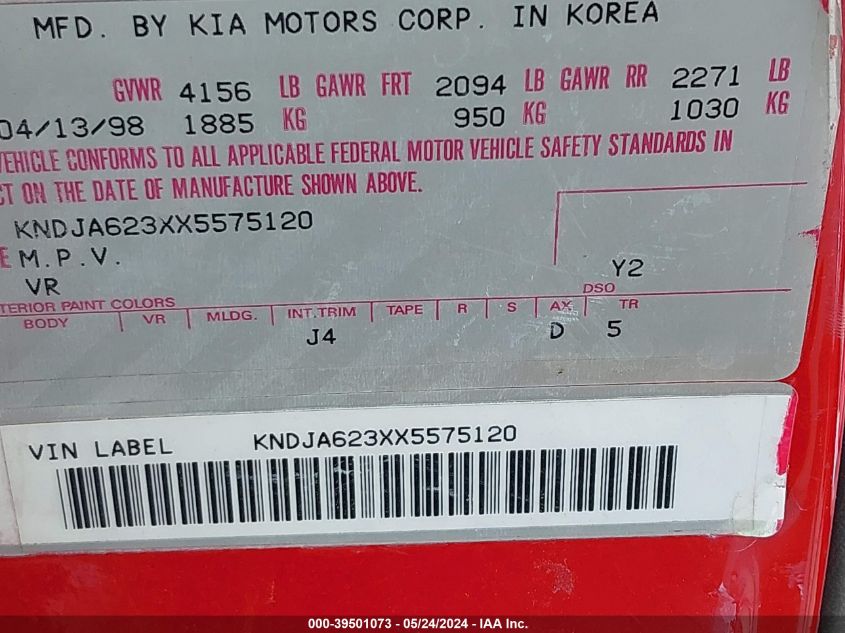 MFD. BY KIA MOTORS CORP. IN KOREA
GVWR 4156 LB GAWR FRT 2094 LB GAWR RR 2271 LB
04/13/98 1885 KG 950 KG 1030 KG
VEHICLE CONFORMS TO ALL APPLICABLE FEDERAL MOTOR VEHICLE SAFETY STANDARDS IN
CT ON THE DATE OF MANUFACTURE SHOWN ABOVE.
KNDJA623XX5575120
E M.P.V.
VR Y2
TERIOR PAINT COLORS DSO
BODY VR MLDG. INT.TRIM TAPE R S AX TR
J4 D 5
VIN LABEL KNDJA623XX5575120
000-39501073 - 05/24/2024 - IAA Inc.